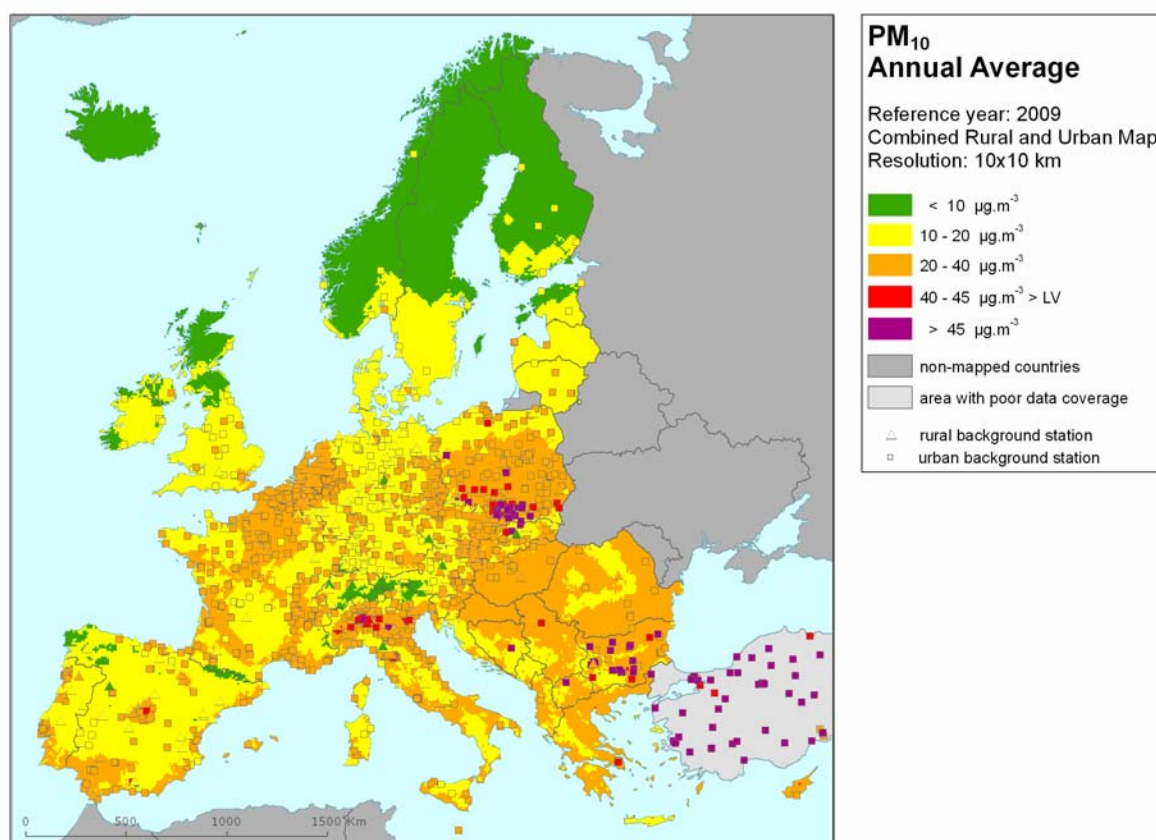 PM₁₀
Annual Average
Reference year: 2009
Combined Rural and Urban Map
Resolution: 10x10 km
< 10 µg.m⁻³
10 - 20 µg.m⁻³
20 - 40 µg.m⁻³
40 - 45 µg.m⁻³ > LV
> 45 µg.m⁻³
non-mapped countries
area with poor data coverage
rural background station
urban background station
0 500 1000 1500 Km